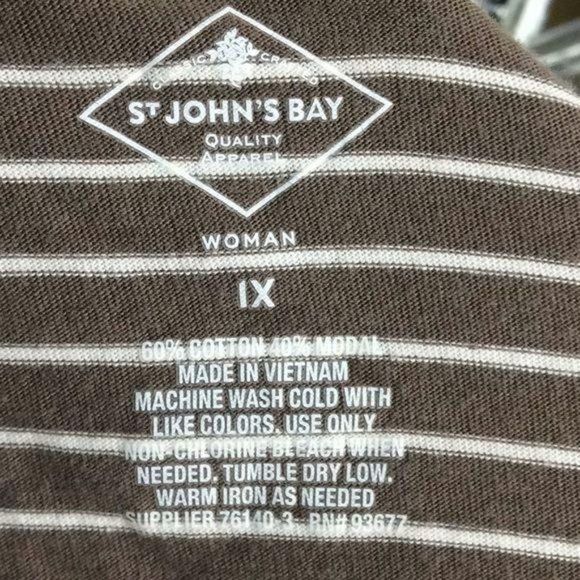 ST JOHN'S BAY
QUALITY
APPAREL
WOMAN
IX
60% COTTON 40% MODAL
MADE IN VIETNAM
MACHINE WASH COLD WITH
LIKE COLORS. USE ONLY
NON-CHLORINE BLEACH WHEN
NEEDED. TUMBLE DRY LOW.
WARM IRON AS NEEDED
SUPPLIER 76140-3 RN# 93677